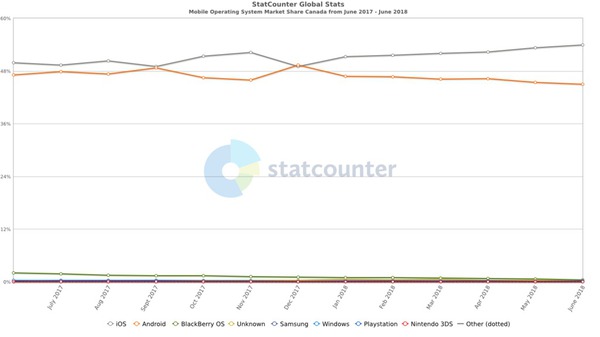 StatCounter Global Stats
Mobile Operating System Market Share Canada from June 2017 - June 2018
60%
48%
36%
24%
12%
0%
statcounter
July 2017
Aug 2017
Sept 2017
Oct 2017
Nov 2017
Dec 2017
Jan 2018
Feb 2018
Mar 2018
Apr 2018
May 2018
June 2018
iOS Android BlackBerry OS Unknown Samsung Windows Playstation Nintendo 3DS Other (dotted)